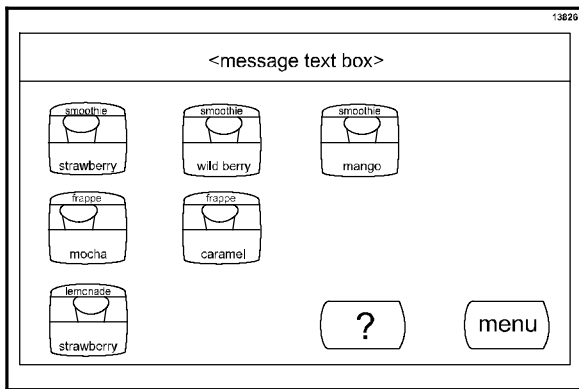 13826
<message text box>
smoothie
strawberry
smoothie
wild berry
smoothie
mango
frappe
mocha
frappe
caramel
lemonade
strawberry
?
menu